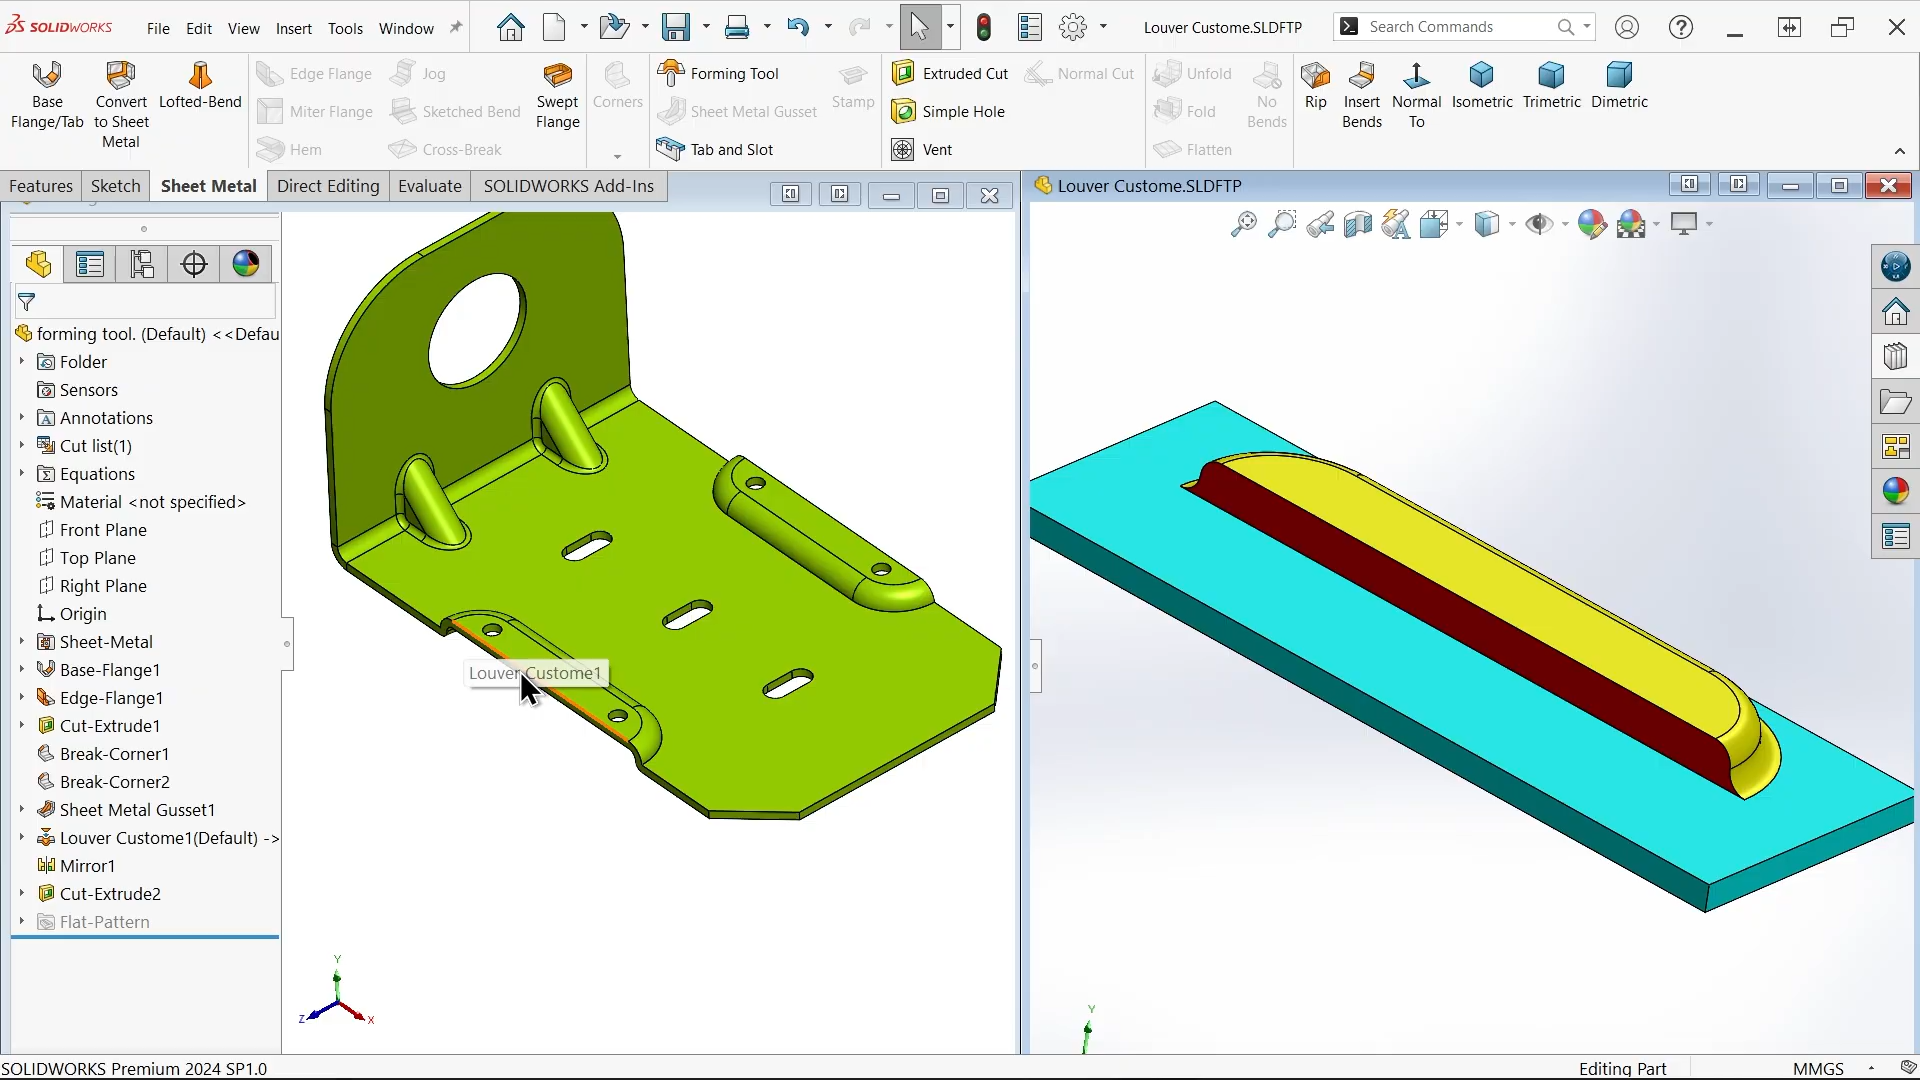 SOLIDWORKS File Edit View Insert Tools Window Louver Custome.SLDFTP Search Commands
Base Flange/Tab
Convert to Sheet Metal
Lofted-Bend
Edge Flange
Miter Flange
Hem
Jog
Sketched Bend
Cross-Break
Swept Flange
Corners
Forming Tool
Sheet Metal Gusset
Tab and Slot
Stamp
Extruded Cut
Simple Hole
Vent
Normal Cut
Unfold
Fold
Flatten
No Bends
Rip
Insert Bends
Normal To
Isometric
Trimetric
Dimetric
Features Sketch Sheet Metal Direct Editing Evaluate SOLIDWORKS Add-Ins
Louver Custome.SLDFTP
forming tool. (Default) <<Defau
Folder
Sensors
Annotations
Cut list(1)
Equations
Material <not specified>
Front Plane
Top Plane
Right Plane
Origin
Sheet-Metal
Base-Flange1
Edge-Flange1
Cut-Extrude1
Break-Corner1
Break-Corner2
Sheet Metal Gusset1
Louver Custome1(Default) ->
Mirror1
Cut-Extrude2
Flat-Pattern
Louver Custome1
Y
Z
X
Y
SOLIDWORKS Premium 2024 SP1.0 Editing Part MMGS